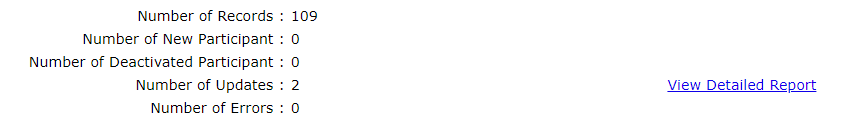 Number of Records : 109
Number of New Participant : 0
Number of Deactivated Participant : 0
Number of Updates : 2 View Detailed Report
Number of Errors : 0